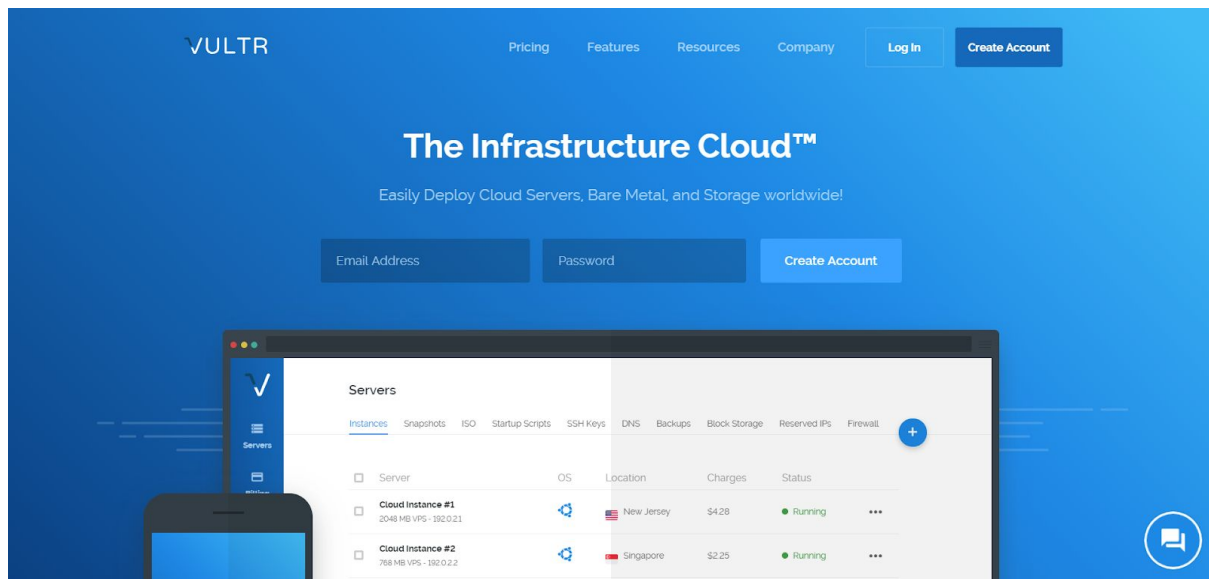 VULTR
Pricing Features Resources Company Log In Create Account
The Infrastructure Cloud™
Easily Deploy Cloud Servers, Bare Metal, and Storage worldwide!
Email Address Password Create Account
Servers
Instances Snapshots ISO Startup Scripts SSH Keys DNS Backups Block Storage Reserved IPs Firewall
Servers
Server OS Location Charges Status
Cloud Instance #1
2048 MB VPS - 192.0.2.1
New Jersey $4.28 Running
Cloud Instance #2
768 MB VPS - 192.0.2.2
Singapore $2.25 Running